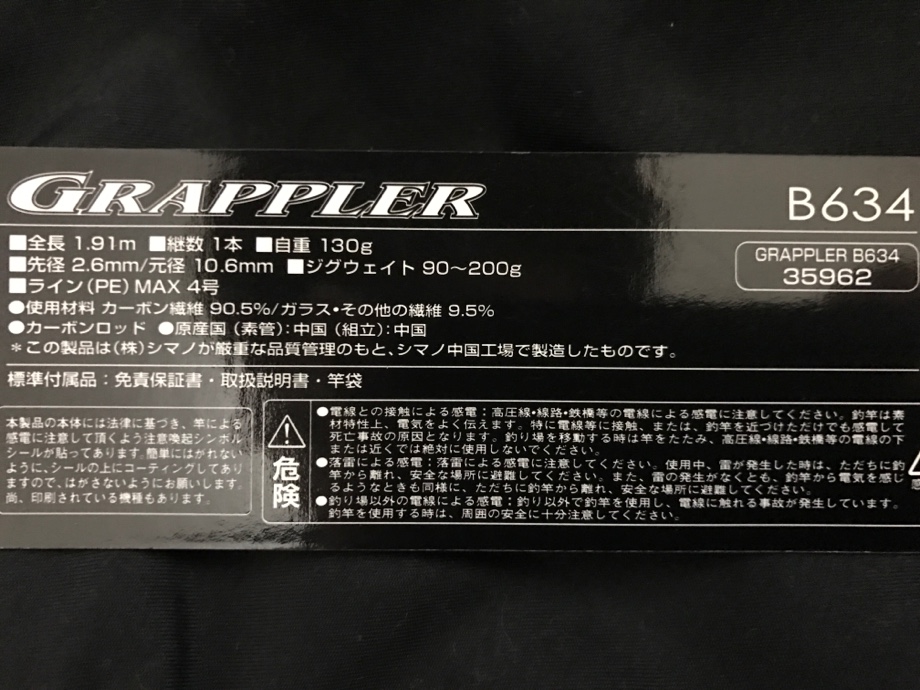 GRAPPLER B634
■全長 1.91m ■継数 1本 ■自重 130g
■先径 2.6mm/元径 10.6mm ■ジグウェイト 90～200g
■ライン(PE) MAX 4号
GRAPPLER B634
35962
●使用材料 カーボン繊維 90.5%/ガラス・その他の繊維 9.5%
●カーボンロッド ●原産国(素管):中国(組立):中国
＊この製品は(株)シマノが厳重な品質管理のもと、シマノ中国工場で製造したものです。
標準付属品：免責保証書・取扱説明書・竿袋
本製品の本体には法律に基づき、竿による
感電に注意して頂くよう注意喚起シンボル
シールが貼ってあります。簡単にはがれない
ように、シールの上にコーティングしてあり
ますので、はがさないようにお願いします。
尚、印刷されている機種もあります。
危険
●電線との接触による感電：高圧線・線路・鉄橋等の電線による感電に注意してください。釣竿は素
材特性上、電気をよく伝えます。特に電線等に接触、または、釣竿を近づけただけでも感電して
死亡事故の原因となります。釣り場を移動する時は竿をたたみ、高圧線・線路・鉄橋等の電線の下
または近くでは絶対に使用しないでください。
●落雷による感電：落雷による感電に注意してください。使用中、雷が発生した時は、ただちに釣
竿から離れ、安全な場所に避難してください。また、雷の発生がなくとも、釣竿から電気を感じ
るようなときも同様に、ただちに釣竿から離れ、安全な場所に避難してください。
●釣り場以外の電線による感電：釣り以外で釣竿を使用し、電線に触れる事故が発生しています。
釣竿を使用する時は、周囲の安全に十分注意してください。